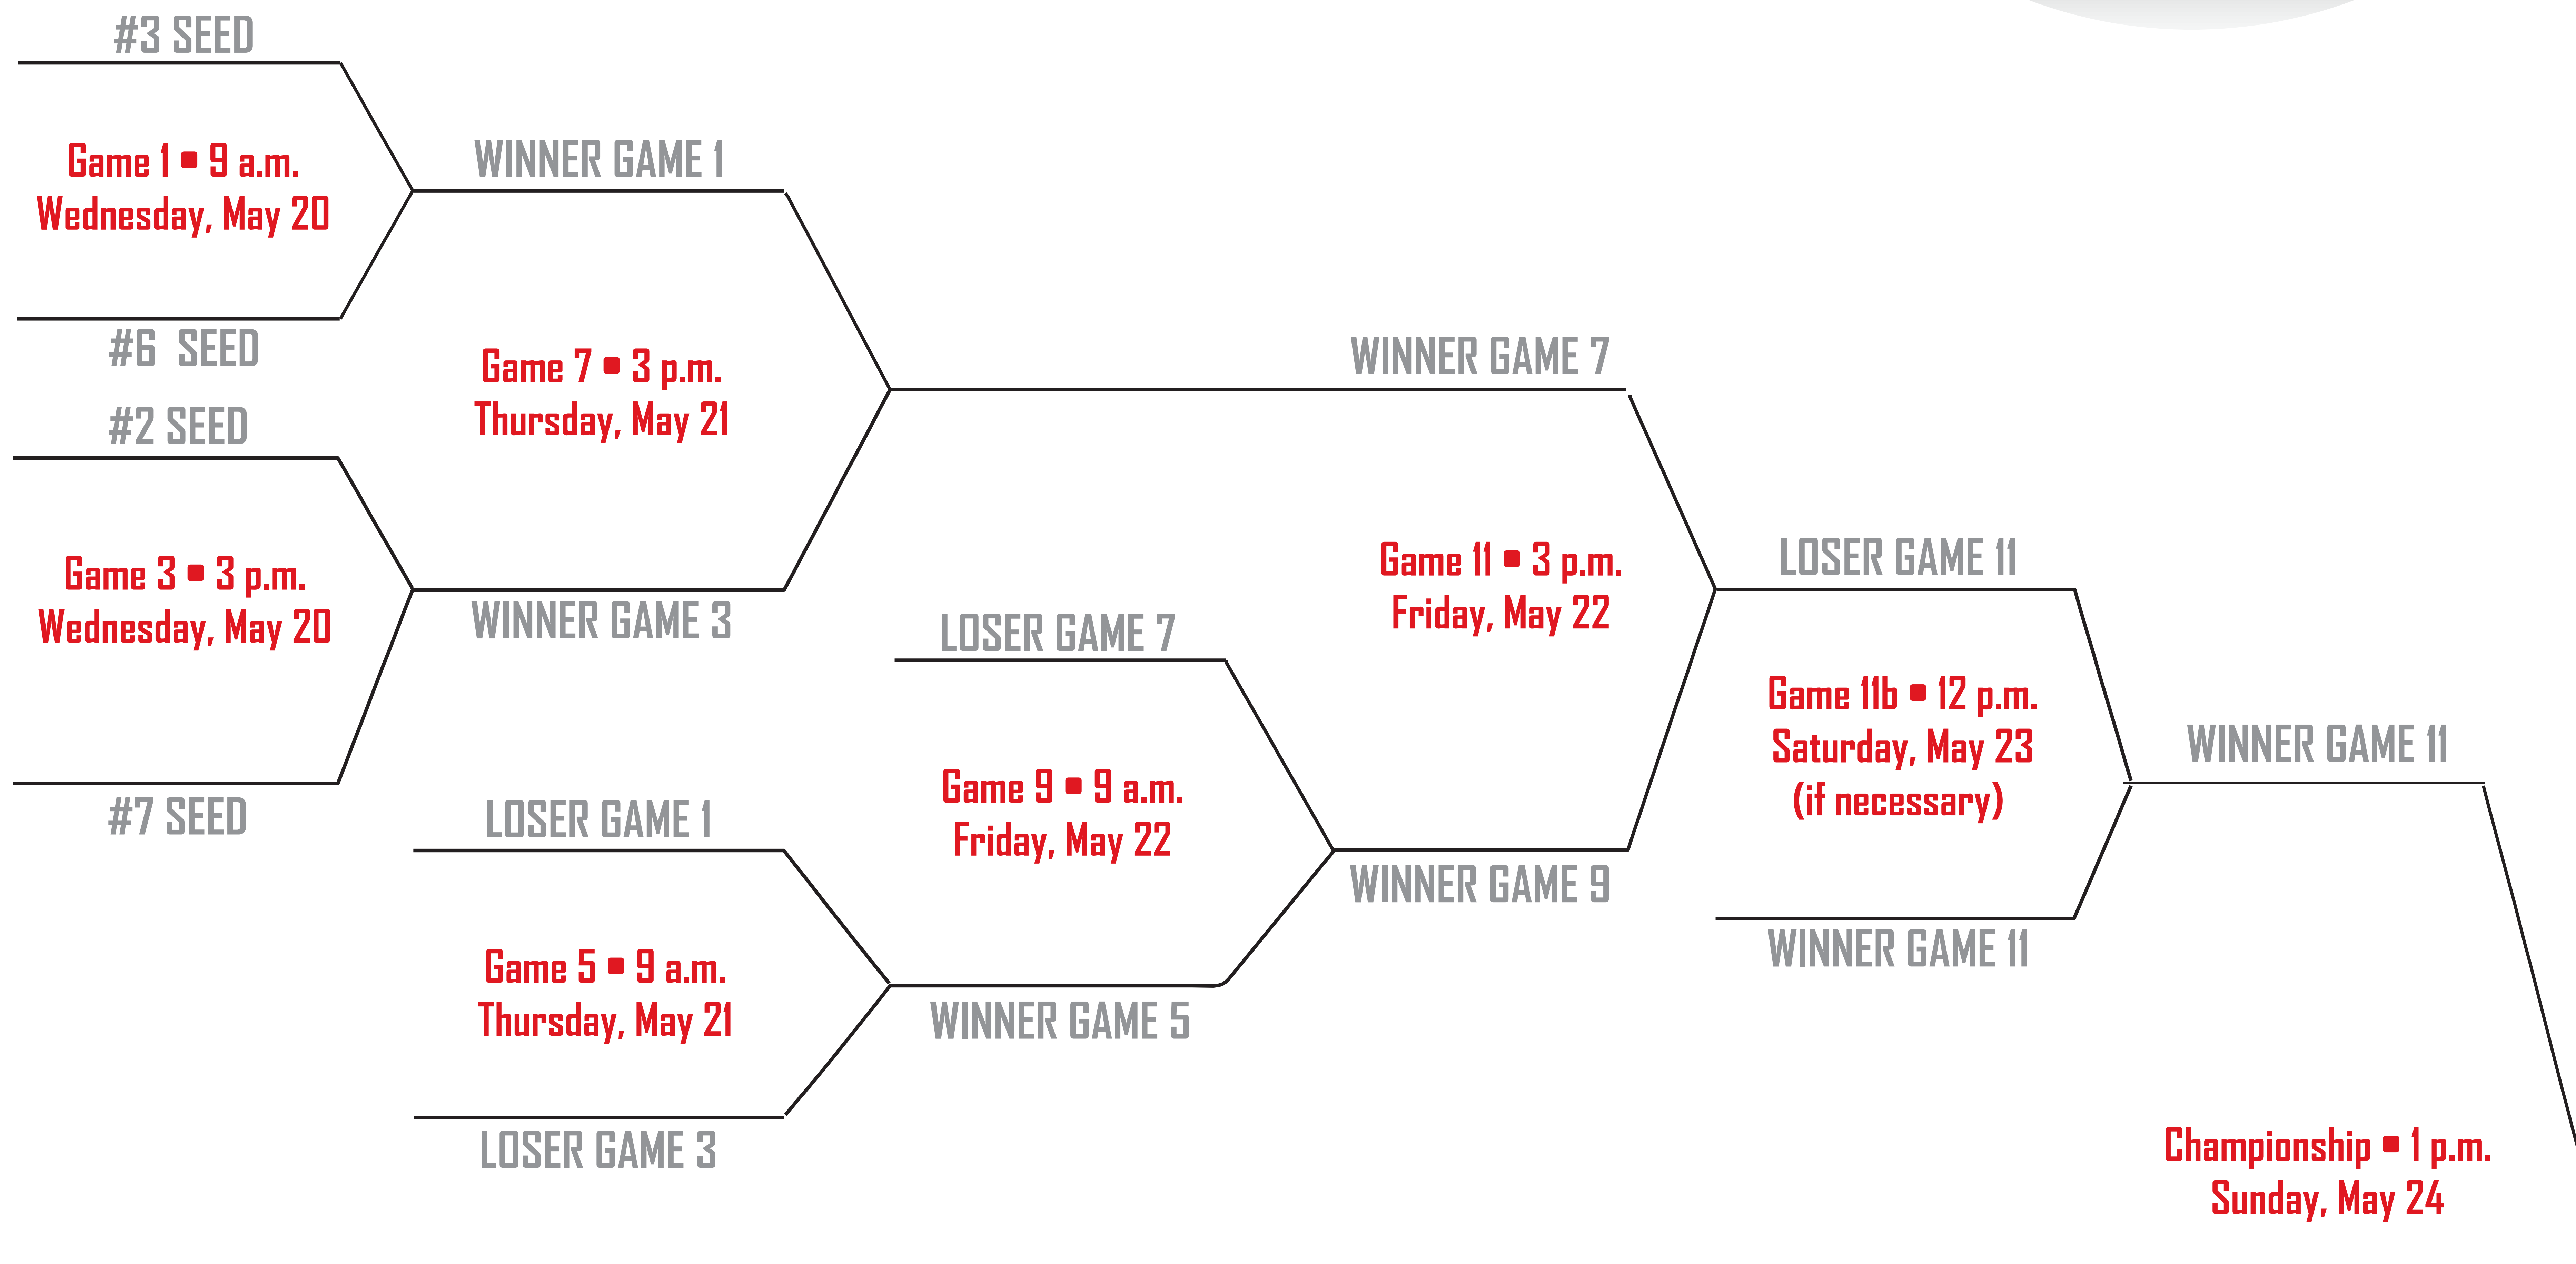 #3 SEED
Game 1 ▪ 9 a.m.
Wednesday, May 20
#6 SEED
#2 SEED
Game 3 ▪ 3 p.m.
Wednesday, May 20
#7 SEED
WINNER GAME 1
Game 7 ▪ 3 p.m.
Thursday, May 21
WINNER GAME 3
LOSER GAME 1
Game 5 ▪ 9 a.m.
Thursday, May 21
LOSER GAME 3
LOSER GAME 7
Game 9 ▪ 9 a.m.
Friday, May 22
WINNER GAME 5
WINNER GAME 7
Game 11 ▪ 3 p.m.
Friday, May 22
WINNER GAME 9
LOSER GAME 11
Game 11b ▪ 12 p.m.
Saturday, May 23
(if necessary)
WINNER GAME 11
WINNER GAME 11
Championship ▪ 1 p.m.
Sunday, May 24